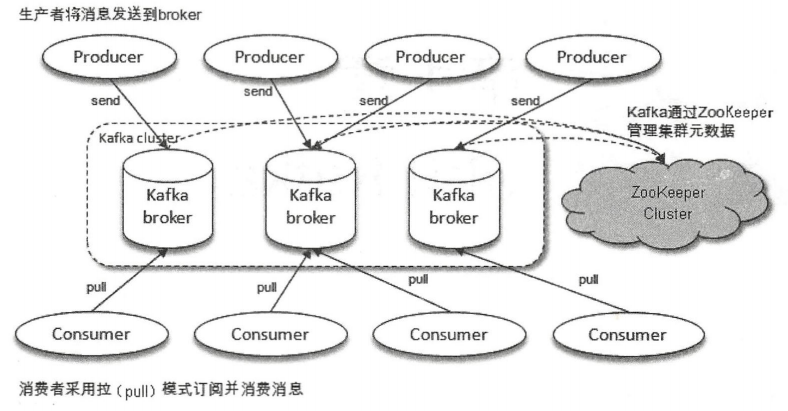 生产者将消息发送到broker
Producer
Producer
Producer
Producer
send
send
send
send
Kafka通过ZooKeeper
管理集群元数据
Kafka cluster
Kafka
broker
Kafka
broker
Kafka
broker
ZooKeeper
Cluster
pull
pull
pull
pull
Consumer
Consumer
Consumer
Consumer
消费者采用拉（pull）模式订阅并消费消息